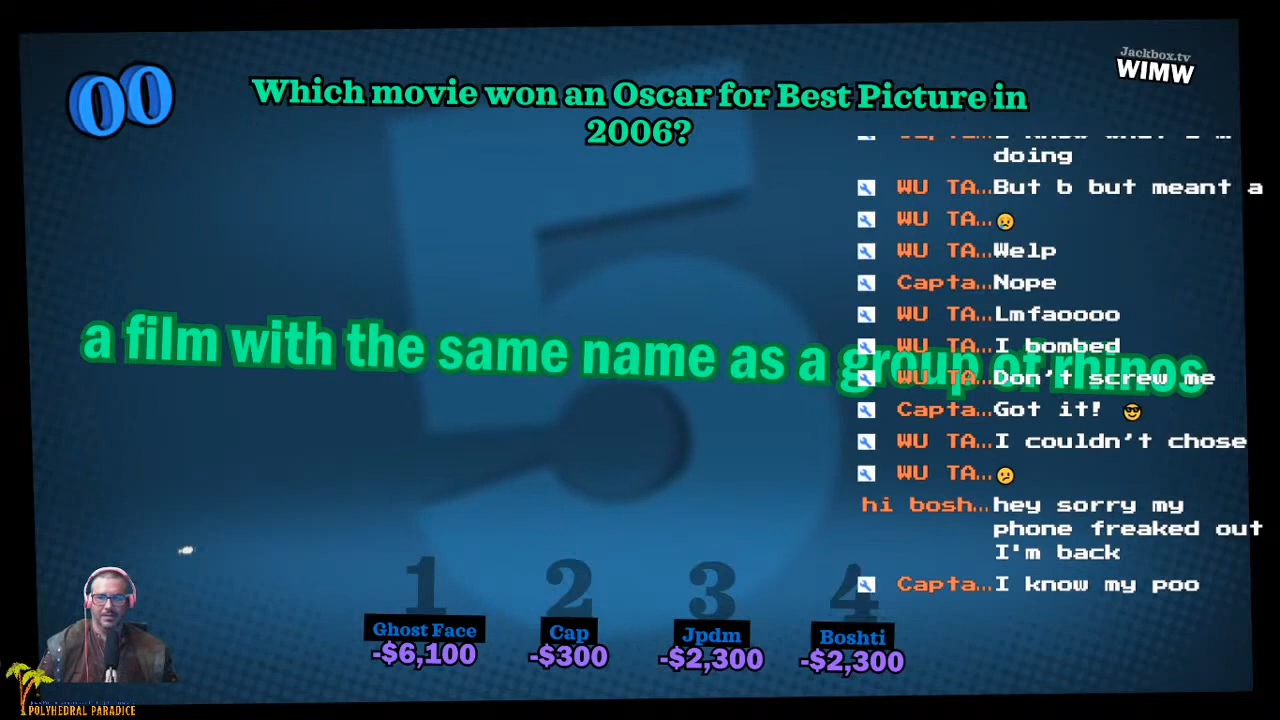 00
Which movie won an Oscar for Best Picture in
2006?
Jackbox.tv
WIMW
a film with the same name as a group of rhinos
doing
WU TA…But b but meant a
WU TA…😥
WU TA…Welp
Capta…Nope
WU TA…Lmfaoooo
WU TA…I bombed
WU TA…Don't screw me
Capta…Got it! 😎
WU TA…I couldn't chose
WU TA…😕
hi bosh…hey sorry my
phone freaked out
I'm back
Capta…I know my poo
1
Ghost Face
-$6,100
2
Cap
-$300
3
Jpdm
-$2,300
4
Boshti
-$2,300
5
POLYHEDRAL PARADICE